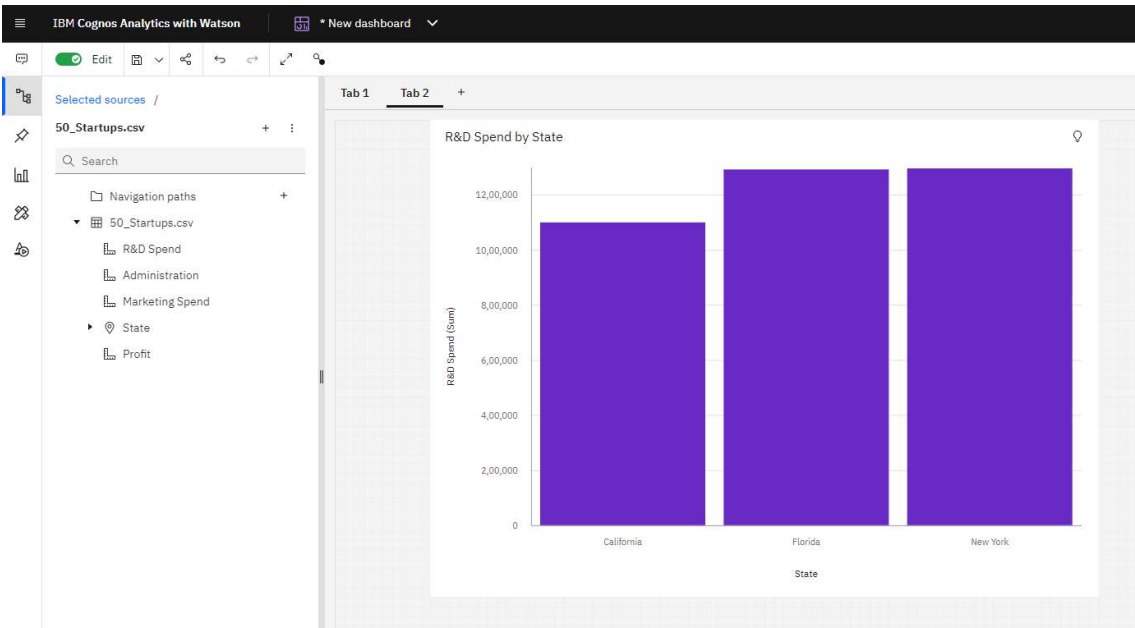 IBM Cognos Analytics with Watson
* New dashboard
Edit
Selected sources /
50_Startups.csv
Search
Navigation paths
50_Startups.csv
R&D Spend
Administration
Marketing Spend
State
Profit
Tab 1
Tab 2
R&D Spend by State
R&D Spend (Sum)
12,00,000
10,00,000
8,00,000
6,00,000
4,00,000
2,00,000
0
California
Florida
New York
State